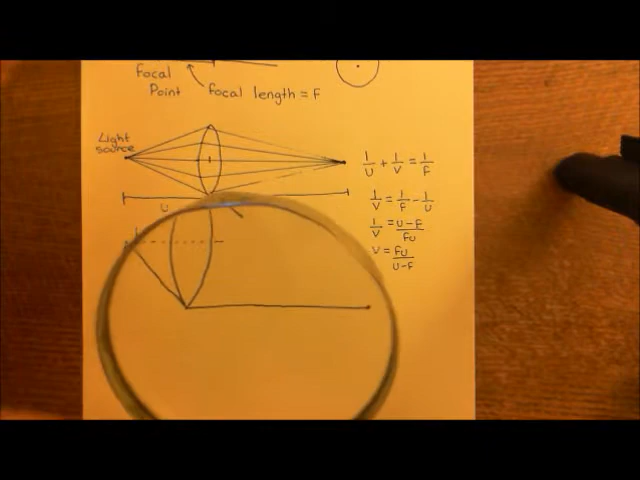 Focal
Point
focal length = F
Light
source
1/U + 1/V = 1/F
U
1/V = 1/F - 1/U
1/V = U-F/FU
V = FU/U-F